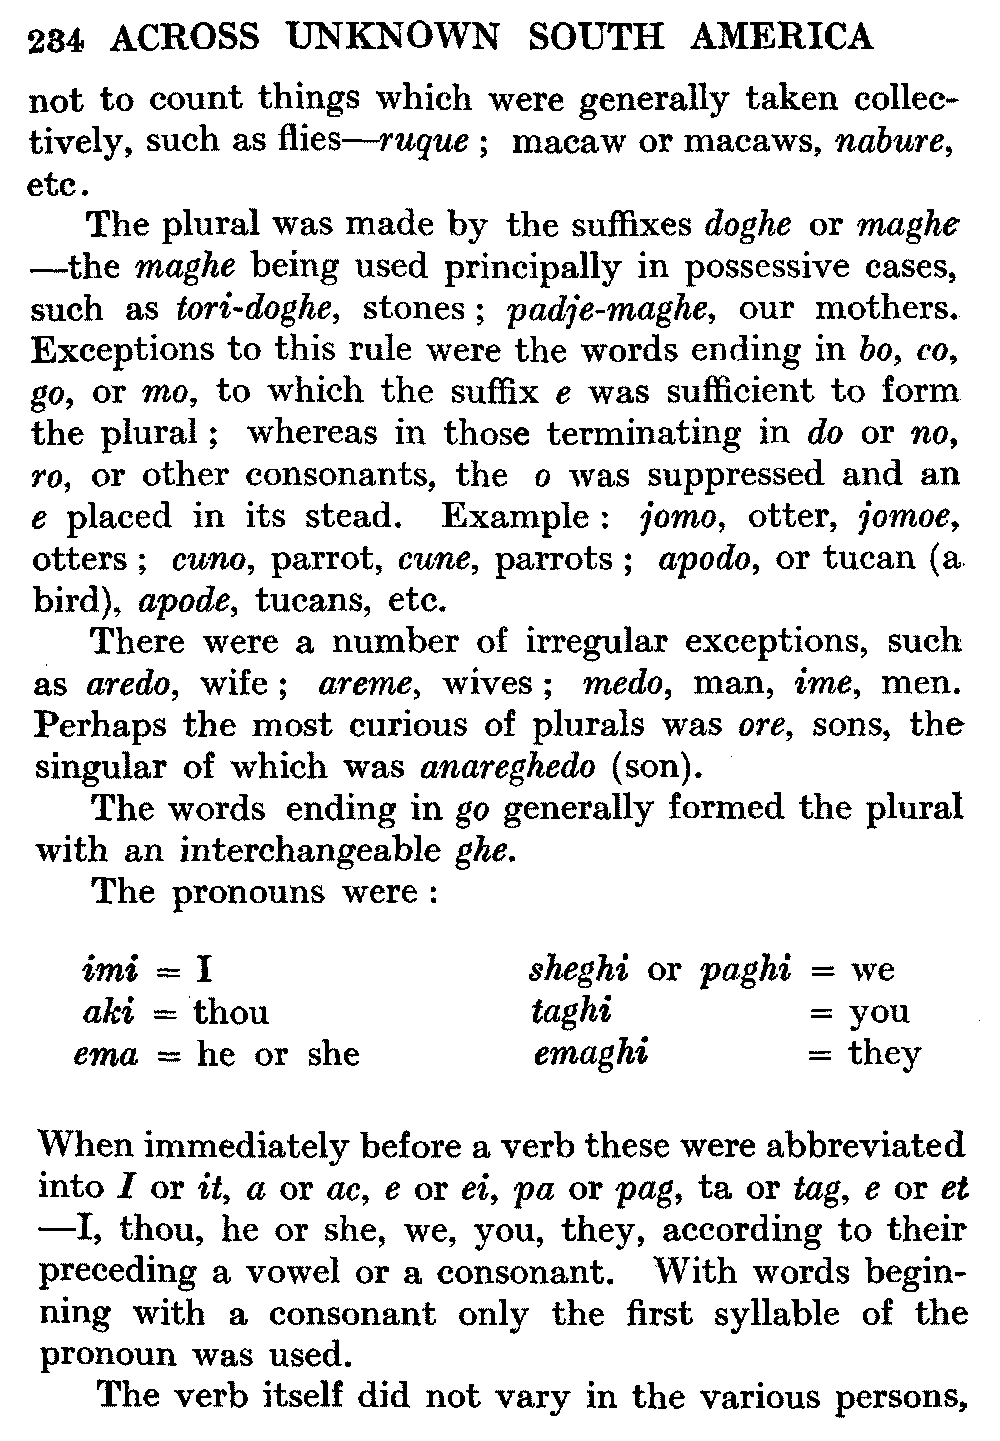 234 ACROSS UNKNOWN SOUTH AMERICA
not to count things which were generally taken collec-
tively, such as flies—ruque ; macaw or macaws, nabure,
etc.
The plural was made by the suffixes doghe or maghe
—the maghe being used principally in possessive cases,
such as tori-doghe, stones ; padje-maghe, our mothers.
Exceptions to this rule were the words ending in bo, co,
go, or mo, to which the suffix e was sufficient to form
the plural ; whereas in those terminating in do or no,
ro, or other consonants, the o was suppressed and an
e placed in its stead. Example : jomo, otter, jomoe,
otters ; cuno, parrot, cune, parrots ; apodo, or tucan (a
bird), apode, tucans, etc.
There were a number of irregular exceptions, such
as aredo, wife ; areme, wives ; medo, man, ime, men.
Perhaps the most curious of plurals was ore, sons, the
singular of which was anareghedo (son).
The words ending in go generally formed the plural
with an interchangeable ghe.
The pronouns were :
imi = I sheghi or paghi = we
aki = thou taghi = you
ema = he or she emaghi = they
When immediately before a verb these were abbreviated
into I or it, a or ac, e or ei, pa or pag, ta or tag, e or et
—I, thou, he or she, we, you, they, according to their
preceding a vowel or a consonant. With words begin-
ning with a consonant only the first syllable of the
pronoun was used.
The verb itself did not vary in the various persons,